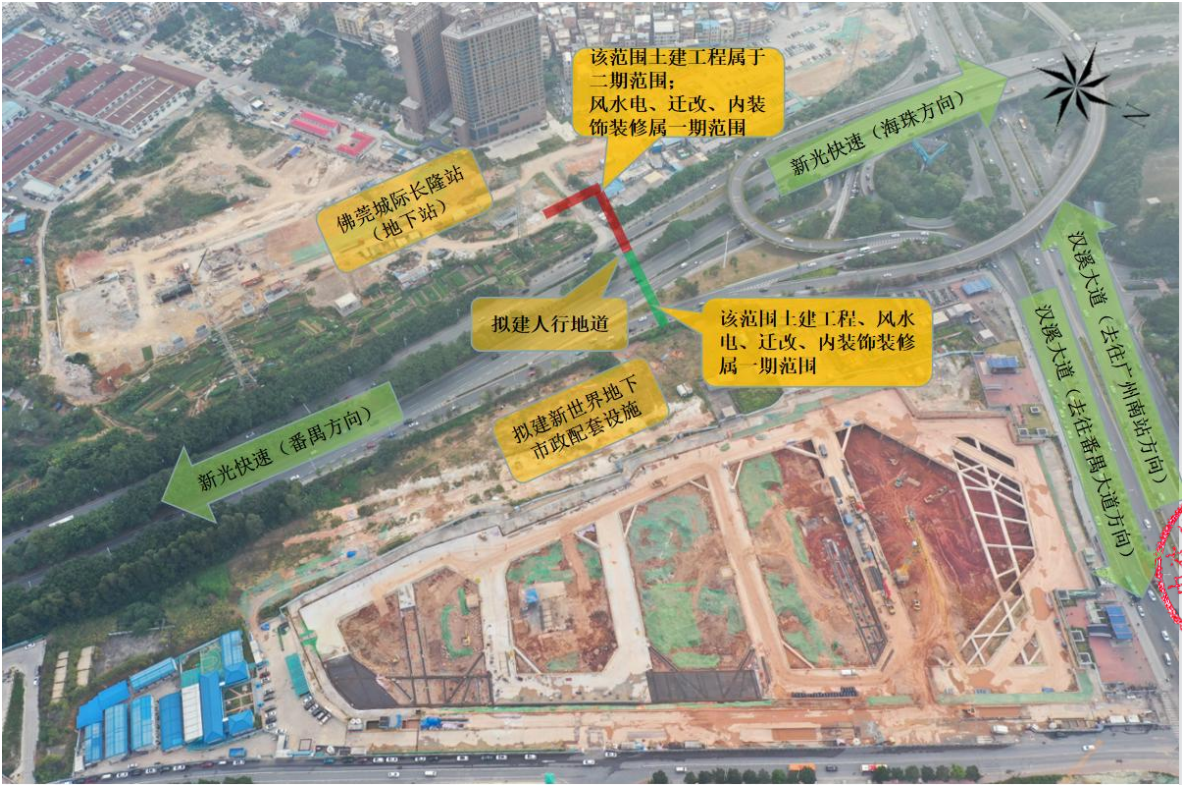 该范围土建工程属于
二期范围；
风水电、迁改、内装
饰装修属一期范围
新光快速（海珠方向）
N
佛莞城际长隆站
（地下站）
汉溪大道（去往广州南站方向）
拟建人行地道
该范围土建工程、风水
电、迁改、内装饰装修
属一期范围
汉溪大道（去往番禺大道方向）
拟建新世界地下
市政配套设施
新光快速（番禺方向）